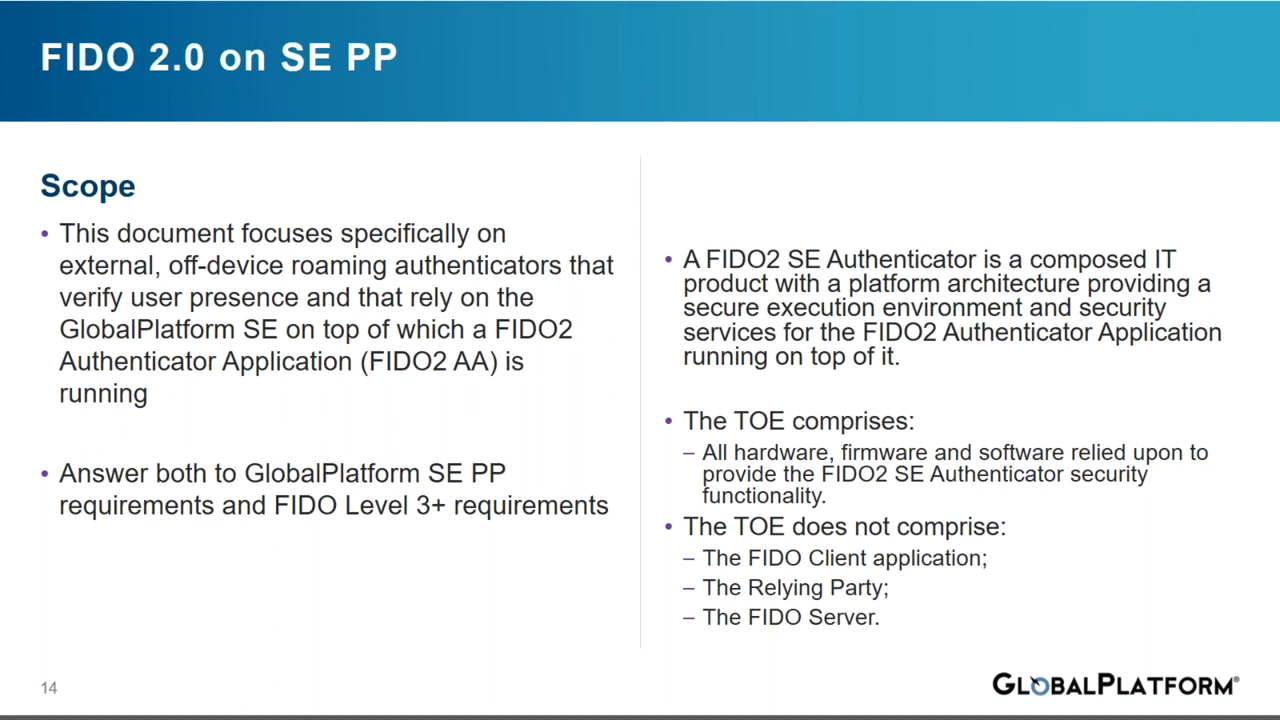 FIDO 2.0 on SE PP
Scope
• This document focuses specifically on
external, off-device roaming authenticators that
verify user presence and that rely on the
GlobalPlatform SE on top of which a FIDO2
Authenticator Application (FIDO2 AA) is
running
• Answer both to GlobalPlatform SE PP
requirements and FIDO Level 3+ requirements
• A FIDO2 SE Authenticator is a composed IT
product with a platform architecture providing a
secure execution environment and security
services for the FIDO2 Authenticator Application
running on top of it.
• The TOE comprises:
– All hardware, firmware and software relied upon to
provide the FIDO2 SE Authenticator security
functionality.
• The TOE does not comprise:
– The FIDO Client application;
– The Relying Party;
– The FIDO Server.
14
GLOBALPLATFORM®